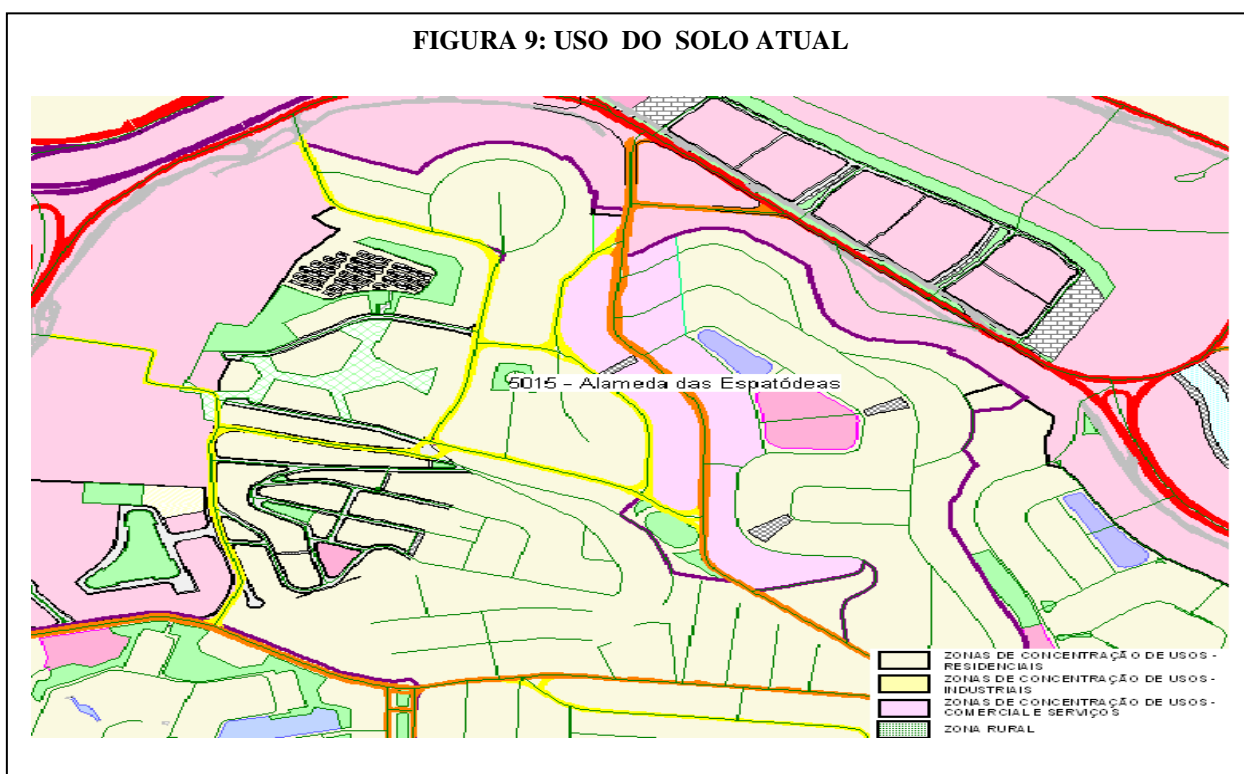 FIGURA 9: USO DO SOLO ATUAL
5015 - Alameda das Espatódeas
ZONAS DE CONCENTRAÇÃO DE USOS -
RESIDENCIAIS
ZONAS DE CONCENTRAÇÃO DE USOS -
INDUSTRIAIS
ZONAS DE CONCENTRAÇÃO DE USOS -
COMERCIAL E SERVIÇOS
ZONA RURAL